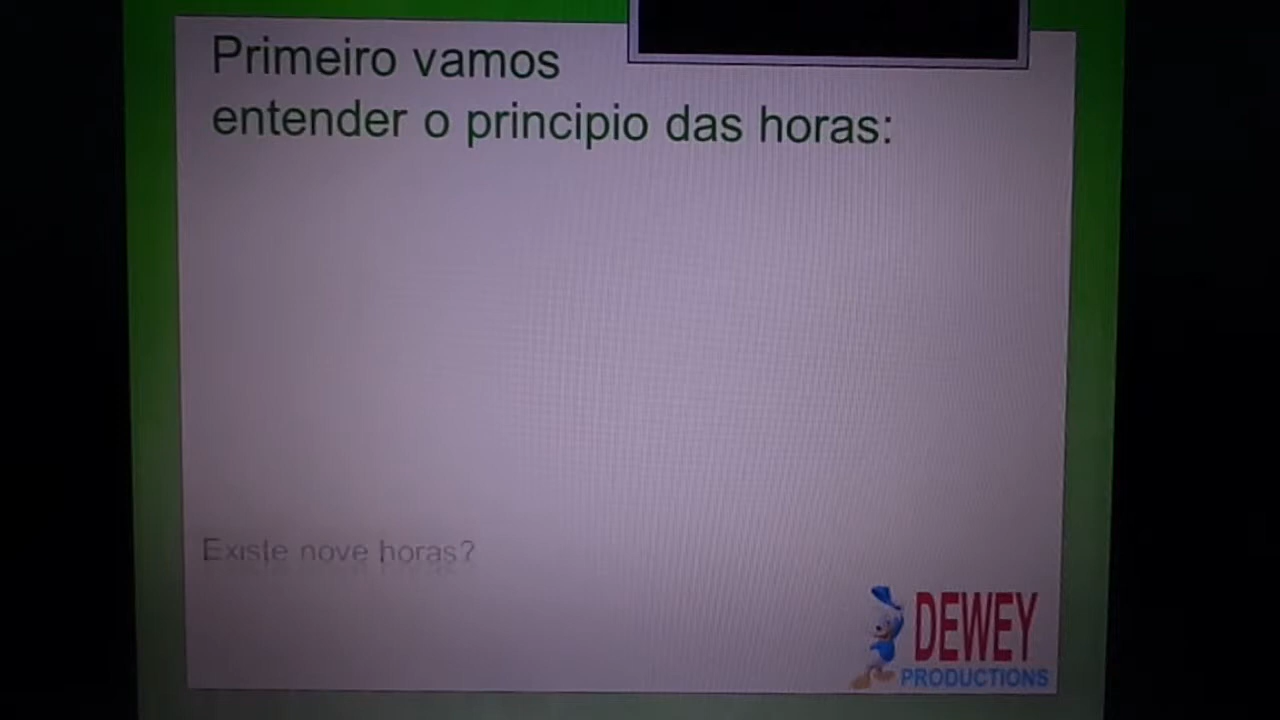 Primeiro vamos
entender o principio das horas:
Existe nove horas?
DEWEY
PRODUCTIONS